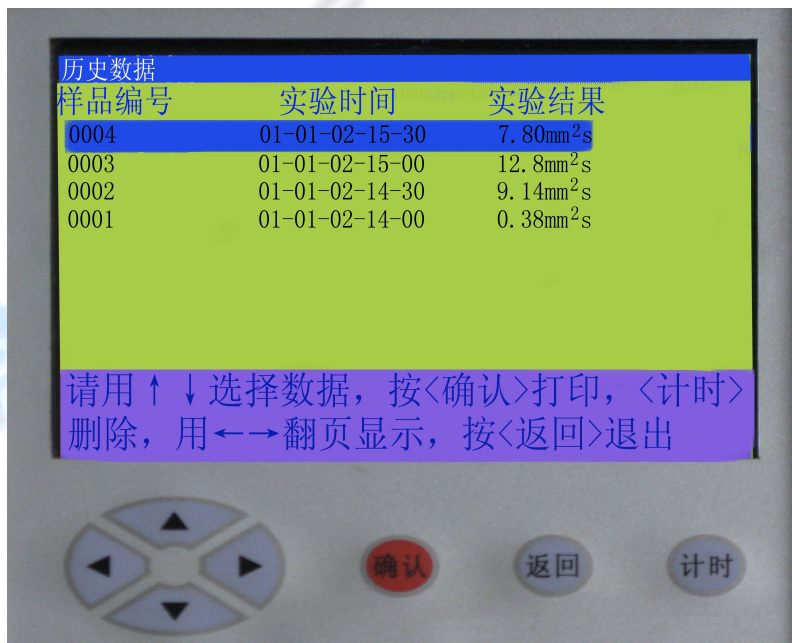 历史数据
样品编号 实验时间 实验结果
0004 01-01-02-15-30 7.80mm²s
0003 01-01-02-15-00 12.8mm²s
0002 01-01-02-14-30 9.14mm²s
0001 01-01-02-14-00 0.38mm²s
请用↑↓选择数据，按<确认>打印，<计时>
删除，用←→翻页显示，按<返回>退出
确认 返回 计时